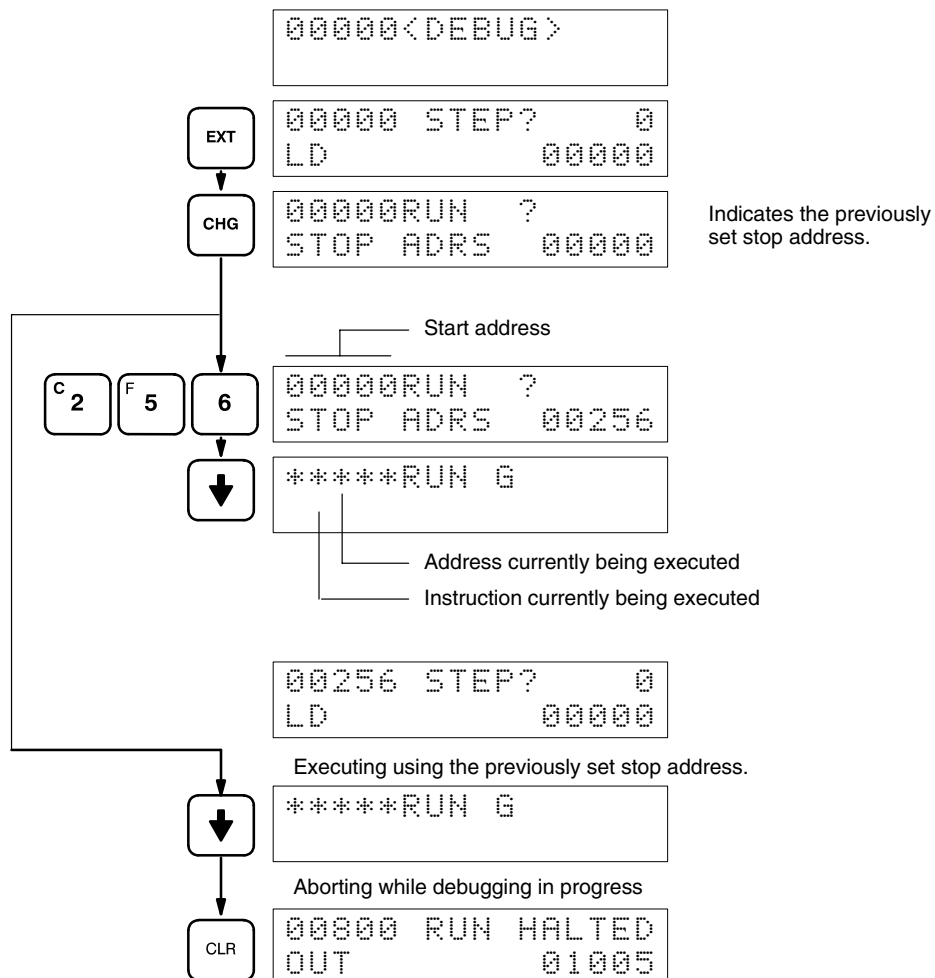 00000<DEBUG>
EXT
00000 STEP? 0
LD 00000
CHG
00000RUN ?
STOP ADRS 00000
Indicates the previously
set stop address.
Start address
C 2 F 5 6
00000RUN ?
STOP ADRS 00256
*****RUN G
Address currently being executed
Instruction currently being executed
00256 STEP? 0
LD 00000
Executing using the previously set stop address.
*****RUN G
Aborting while debugging in progress
CLR
00800 RUN HALTED
OUT 01005